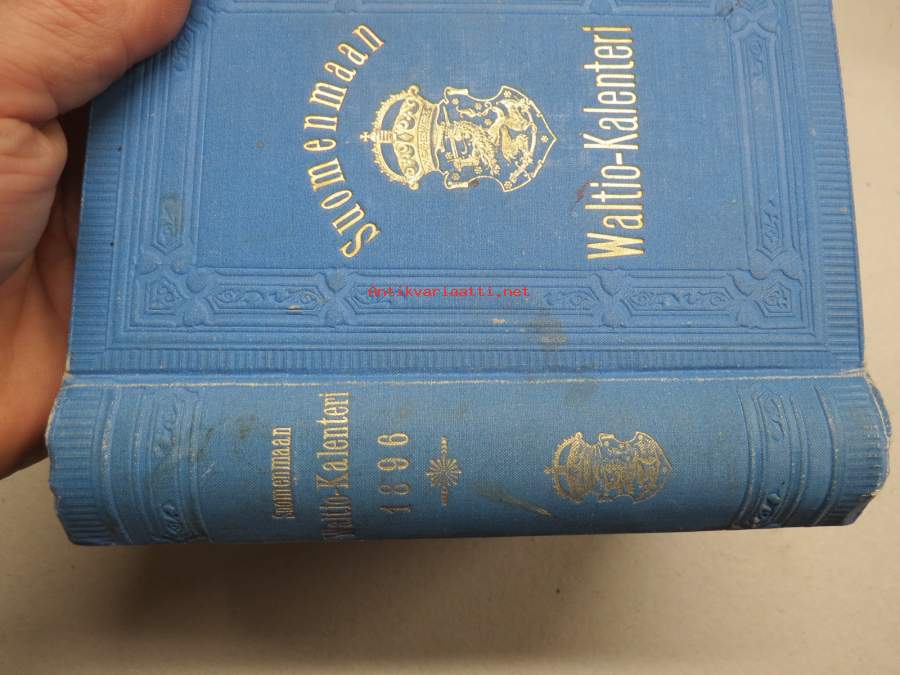 Suomenmaan
Waltio-Kalenteri
Antikvariaatti.net
Suomenmaan
Waltio-Kalenteri
1896